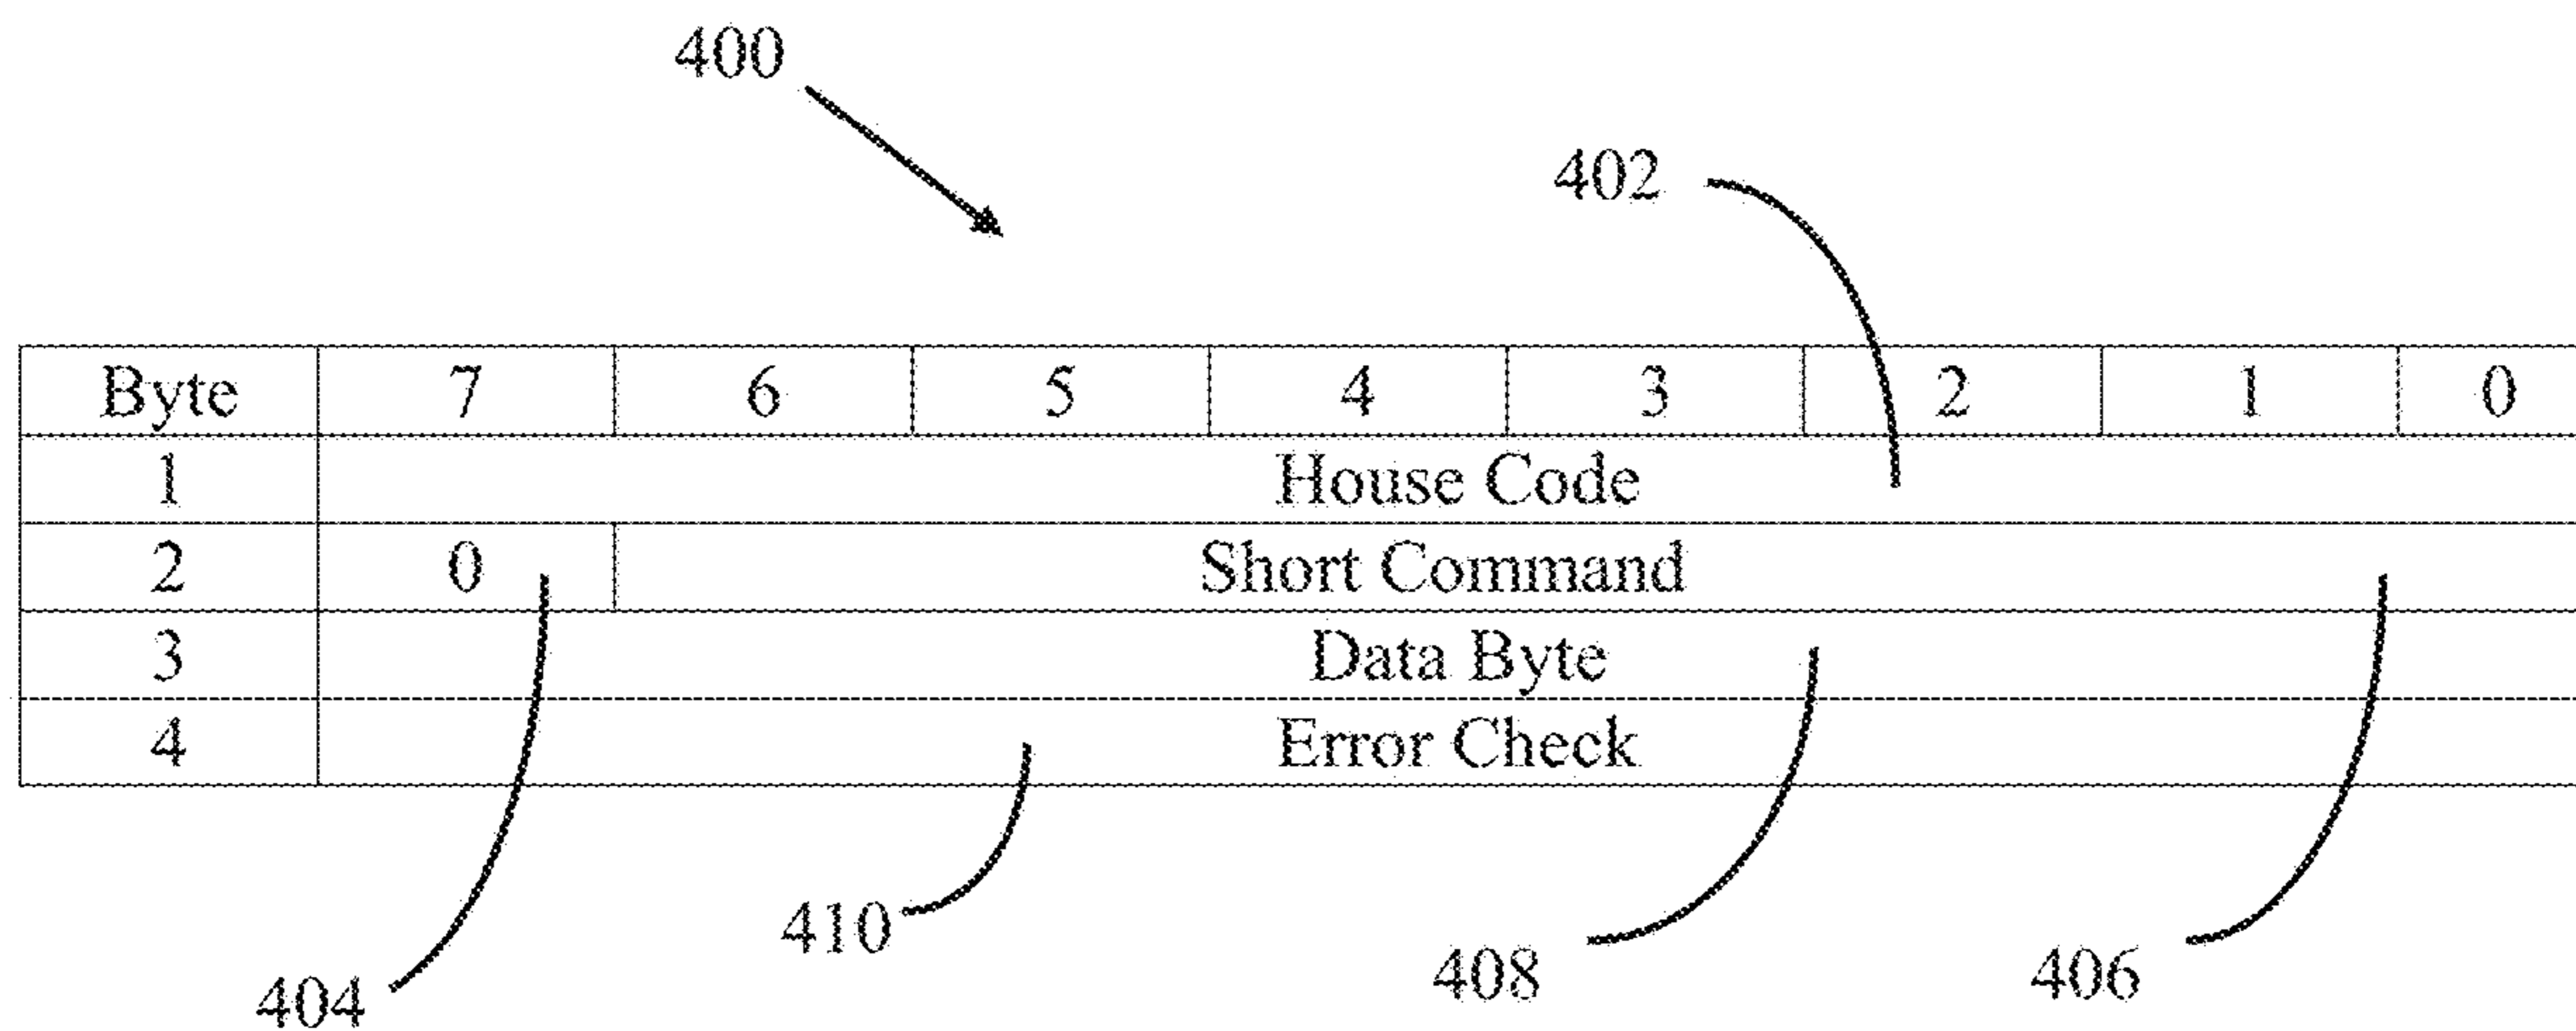 400
402
Byte 7 6 5 4 3 2 1 0
1 House Code
2 0 Short Command
3 Data Byte
4 Error Check
410
408
406
404